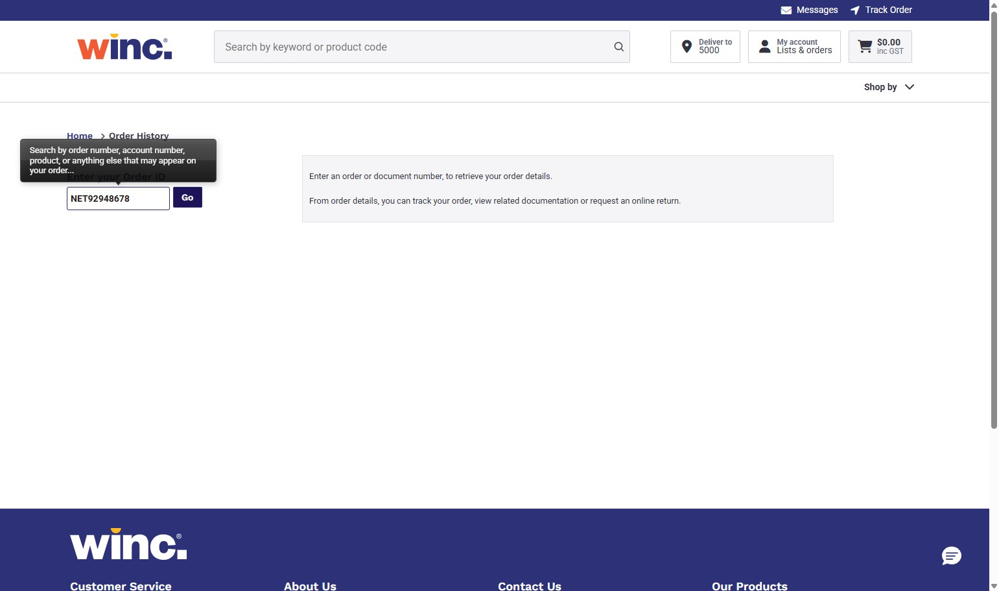 Messages
Track Order
winc.®
Search by keyword or product code
Deliver to
5000
My account
Lists & orders
$0.00
inc GST
Shop by
Home > Order History
Search by order number, account number,
product, or anything else that may appear on
your order...
Enter your Order ID
NET92948678
Go
Enter an order or document number, to retrieve your order details.
From order details, you can track your order, view related documentation or request an online return.
winc.®
Customer Service
About Us
Contact Us
Our Products